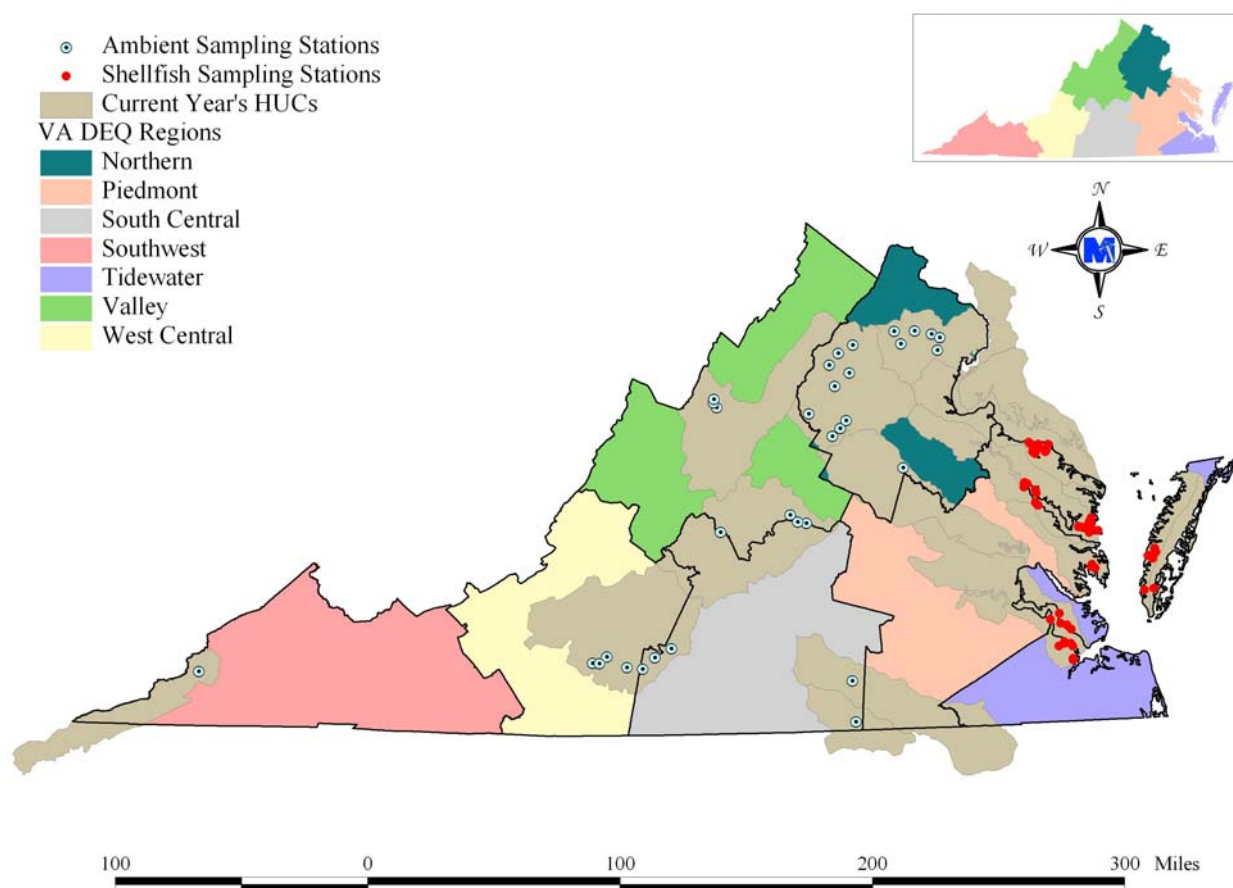 Ambient Sampling Stations
Shellfish Sampling Stations
Current Year's HUCs
VA DEQ Regions
Northern
Piedmont
South Central
Southwest
Tidewater
Valley
West Central
N
W M E
S
100 0 100 200 300 Miles